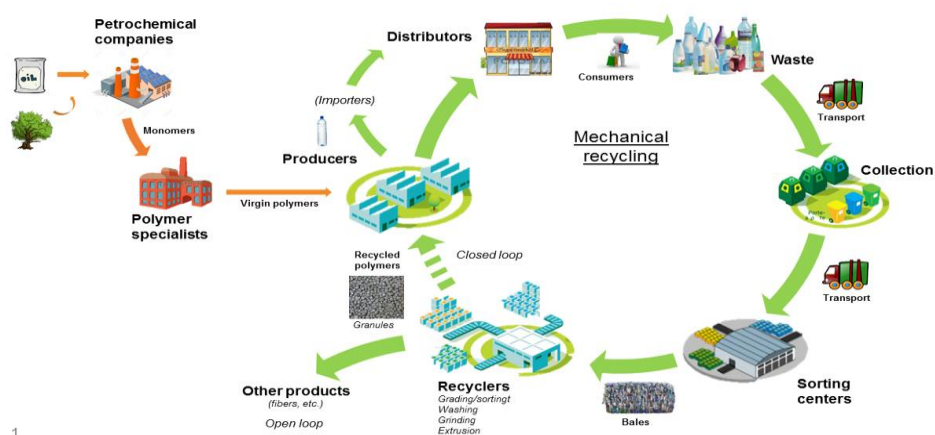 Petrochemical
companies
oil
Monomers
Polymer
specialists
Virgin polymers
Distributors
(Importers)
Producers
Consumers
Waste
Transport
Mechanical
recycling
Collection
Transport
Sorting
centers
Bales
Recyclers
Grading/sortingt
Washing
Grinding
Extrusion
Closed loop
Recycled
polymers
Granules
Other products
(fibers, etc.)
Open loop
1